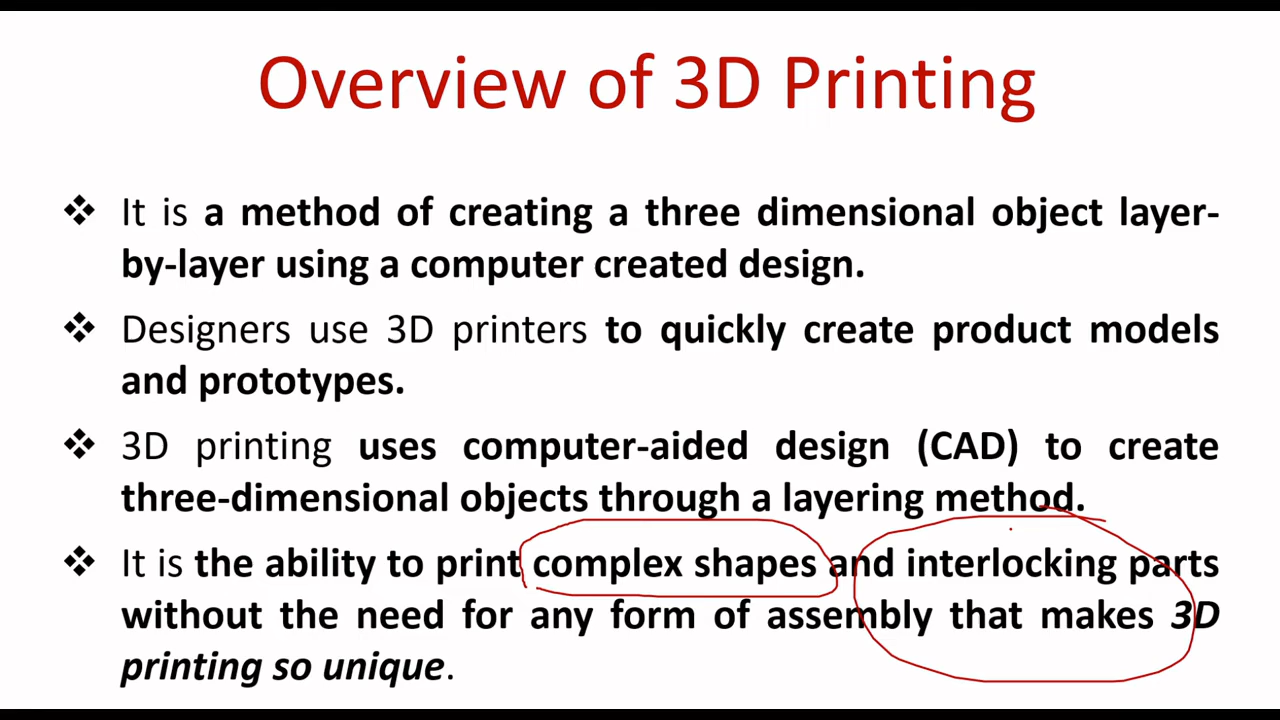 Overview of 3D Printing
❖ It is a method of creating a three dimensional object layer-
by-layer using a computer created design.
❖ Designers use 3D printers to quickly create product models
and prototypes.
❖ 3D printing uses computer-aided design (CAD) to create
three-dimensional objects through a layering method.
❖ It is the ability to print complex shapes and interlocking parts
without the need for any form of assembly that makes 3D
printing so unique.